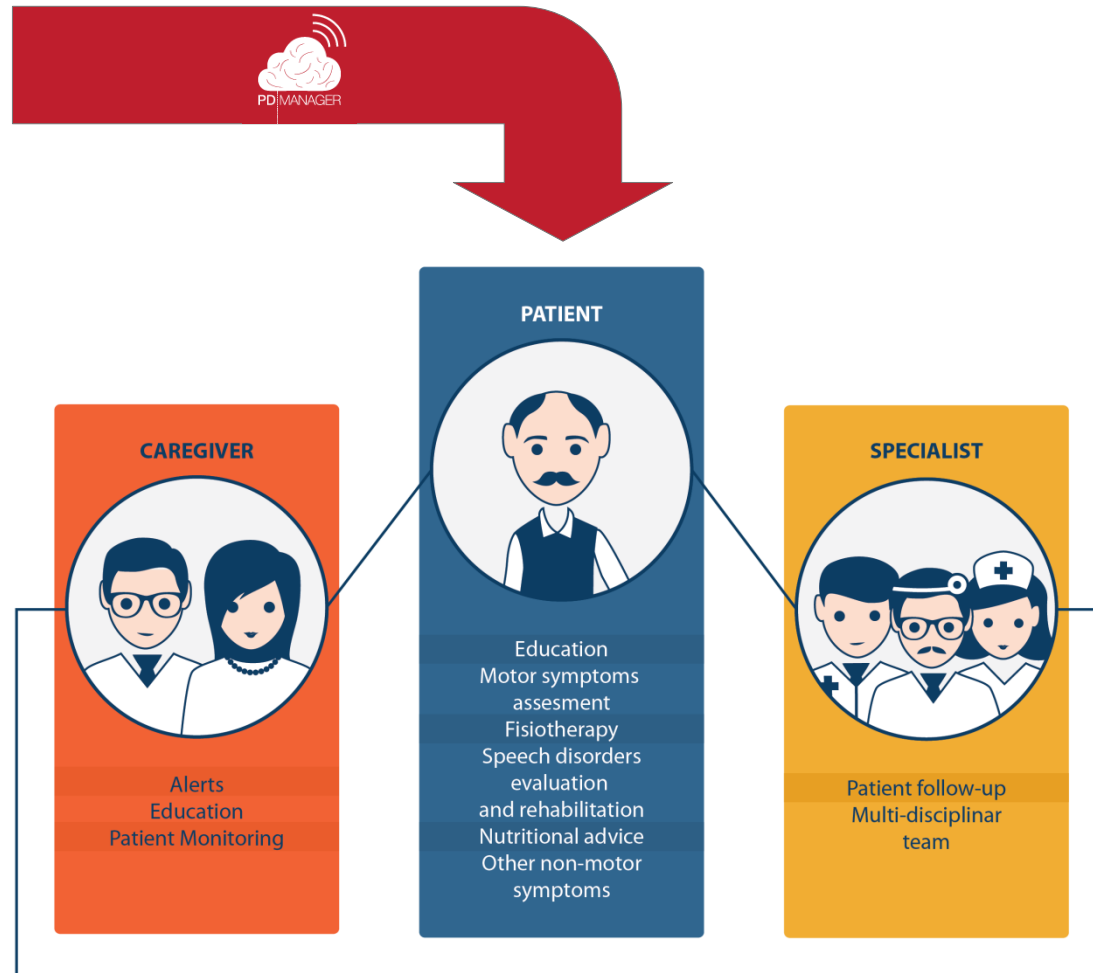 PD MANAGER
PATIENT
Education
Motor symptoms
assesment
Fisiotherapy
Speech disorders
evaluation
and rehabilitation
Nutritional advice
Other non-motor
symptoms
CAREGIVER
Alerts
Education
Patient Monitoring
SPECIALIST
Patient follow-up
Multi-disciplinar
team